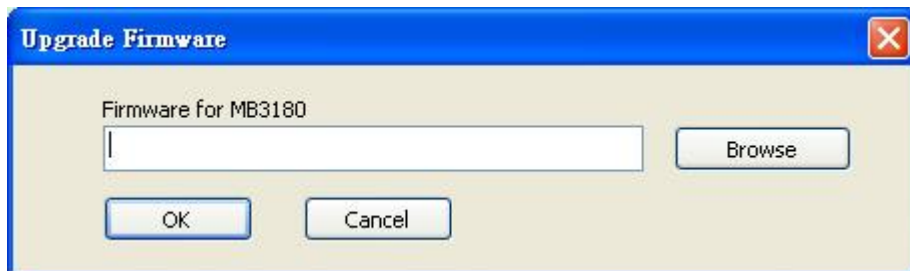 Upgrade Firmware
Firmware for MB3180
Browse
OK
Cancel